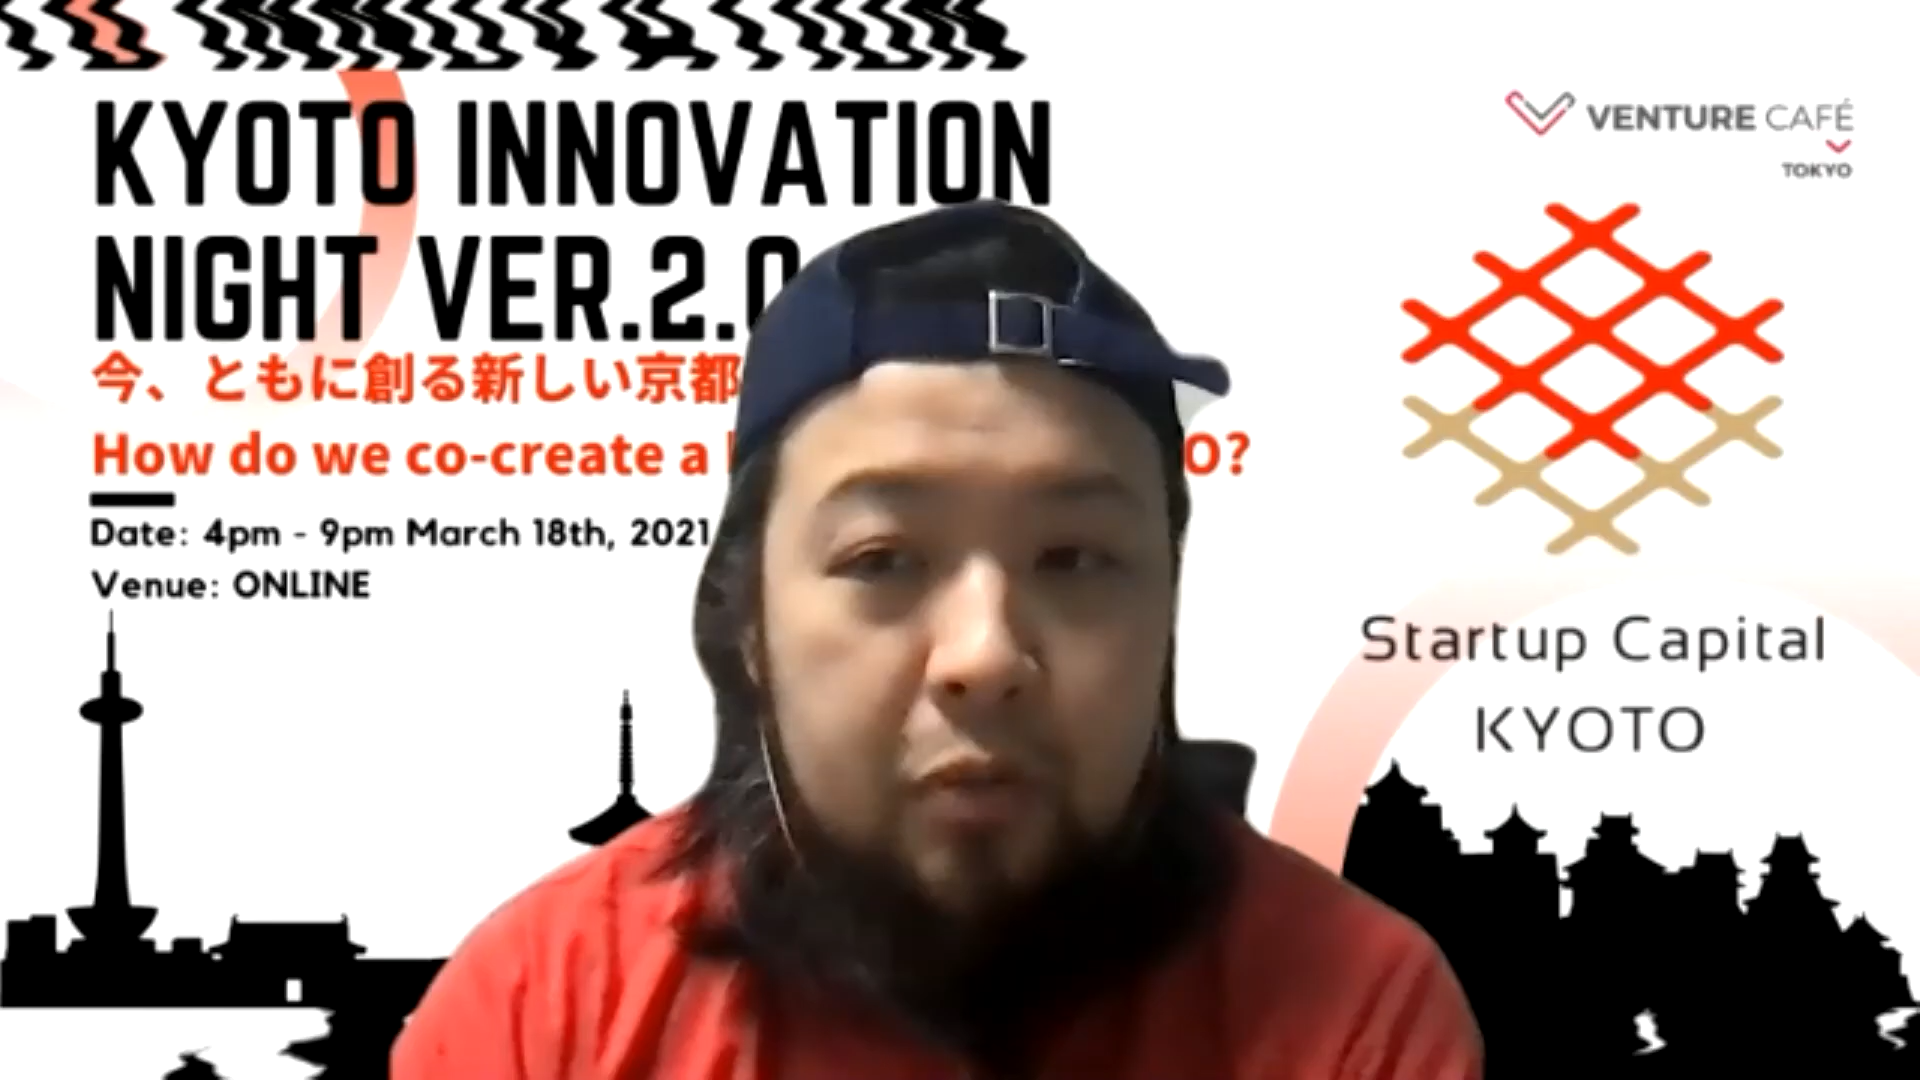 KYOTO INNOVATION
NIGHT VER.2.0
今、ともに創る新しい京都
How do we co-create a
O?
Date: 4pm - 9pm March 18th, 2021
Venue: ONLINE
VENTURE CAFÉ
TOKYO
Startup Capital
KYOTO